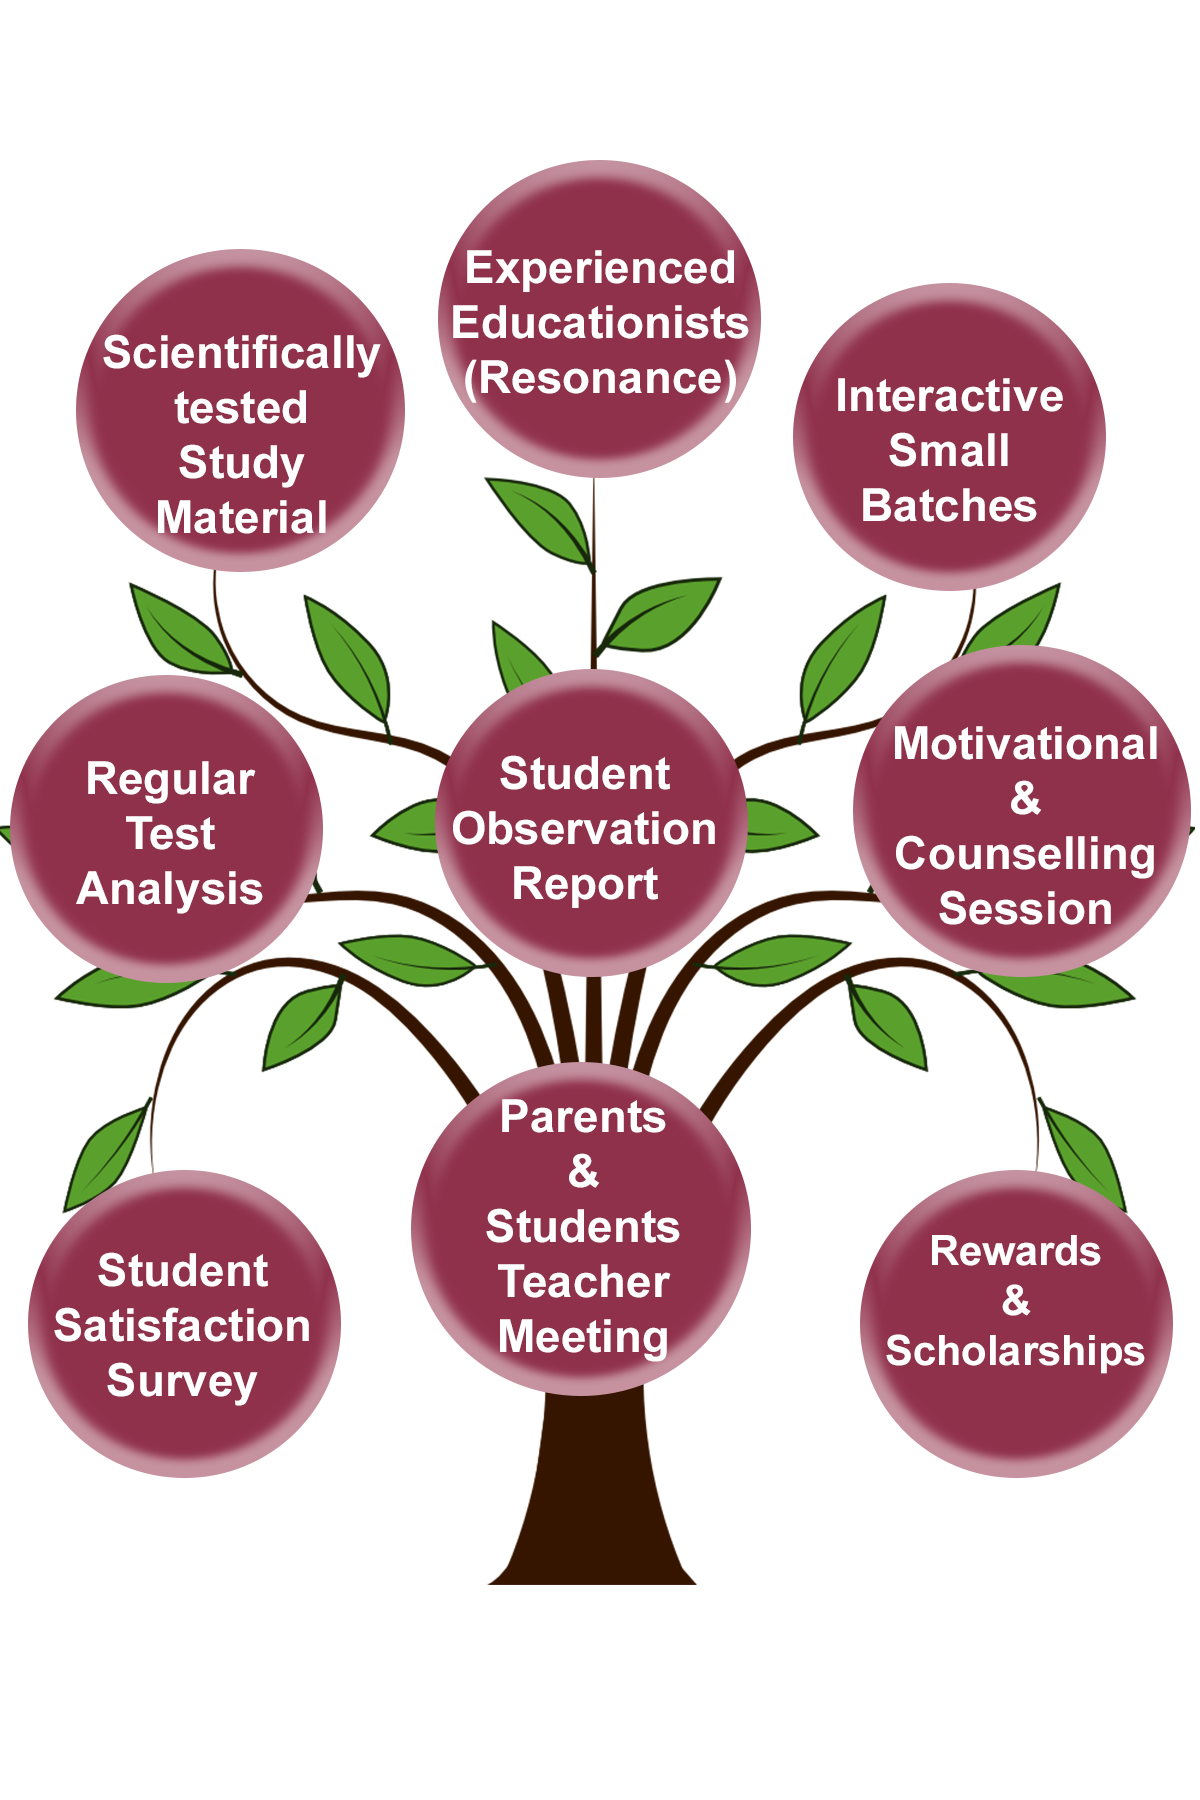 Experienced
Educationists
(Resonance)
Scientifically
tested
Study
Material
Interactive
Small
Batches
Regular
Test
Analysis
Student
Observation
Report
Motivational
&
Counselling
Session
Parents
&
Students
Teacher
Meeting
Student
Satisfaction
Survey
Rewards
&
Scholarships